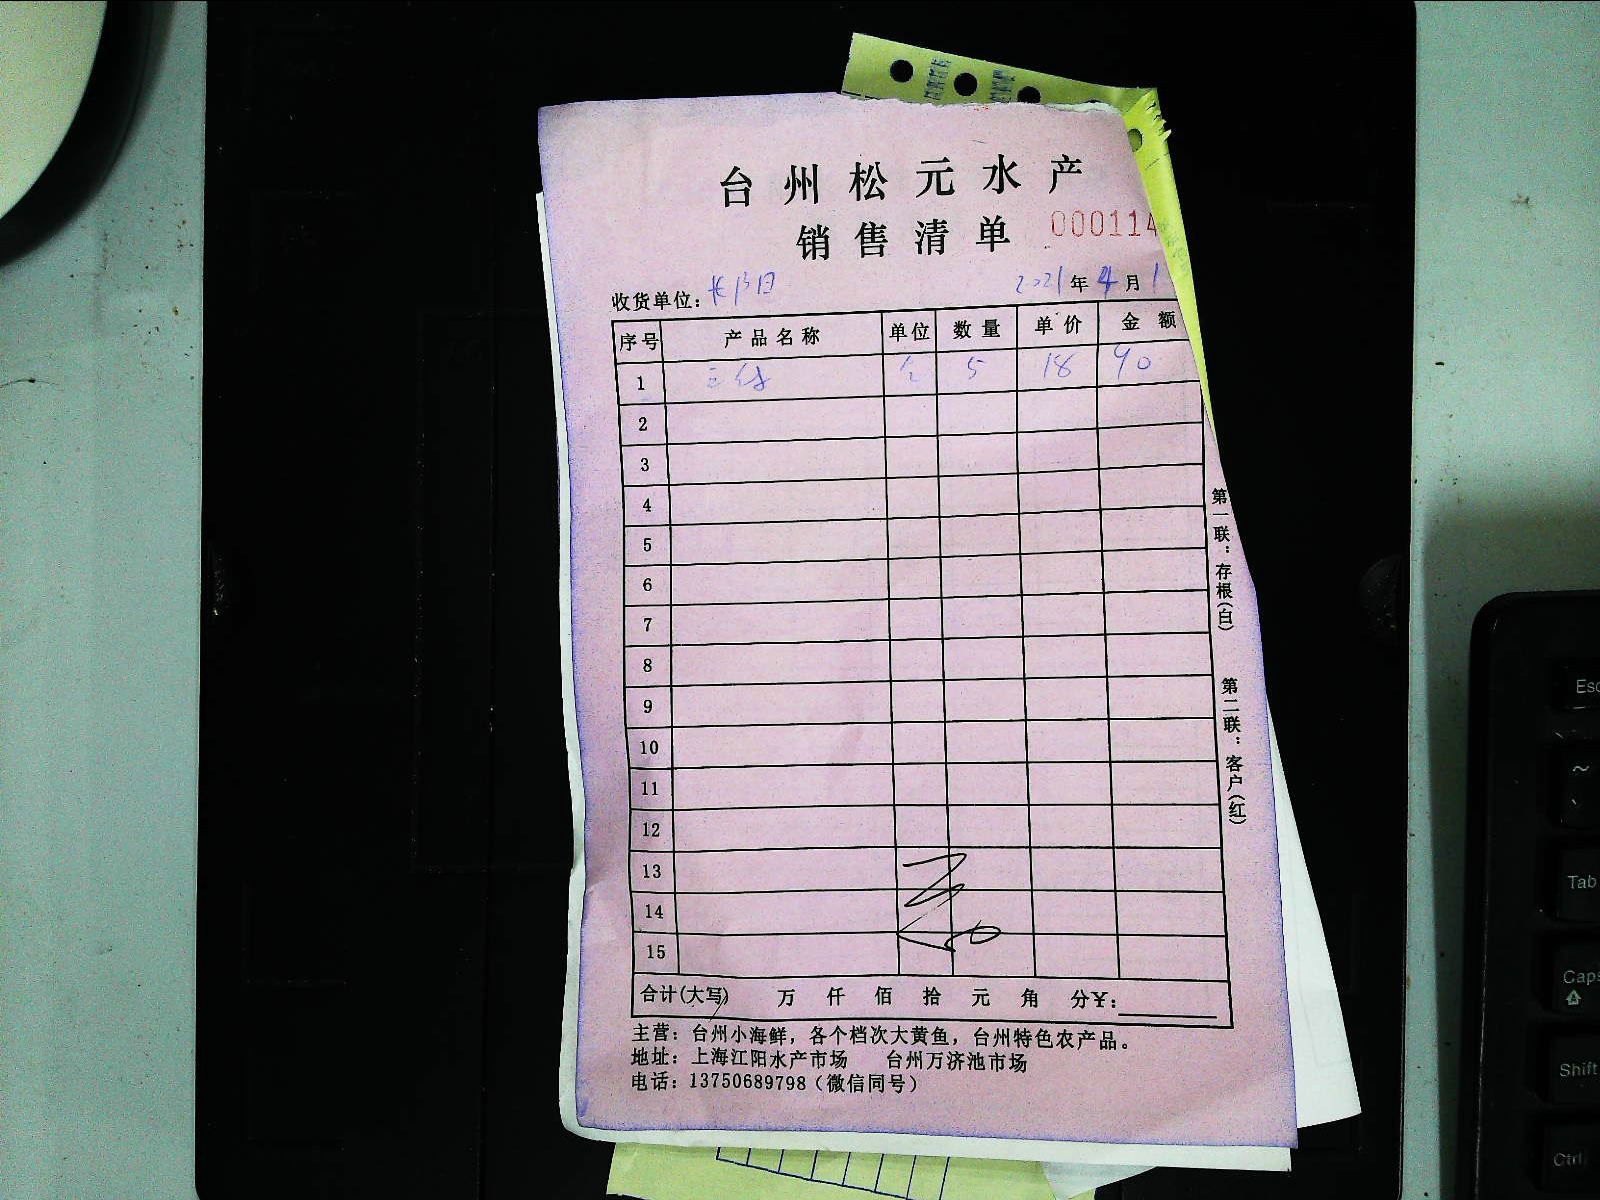 台州松元水产
销售清单 000114
收货单位: 2021年4月1
序号 产品名称 单位 数量 单价 金额
1 5 18 90
2
3
4
5
6
7
8
9
10
11
12
13
14
15
合计(大写) 万 仟 佰 拾 元 角 分¥:
主营: 台州小海鲜, 各个档次大黄鱼, 台州特色农产品。
地址: 上海江阳水产市场 台州万济池市场
电话: 13750689798 (微信同号)
第一联: 存根(白)
第二联: 客户(红)
Esc
~
Tab
Caps
Shift
Ctrl